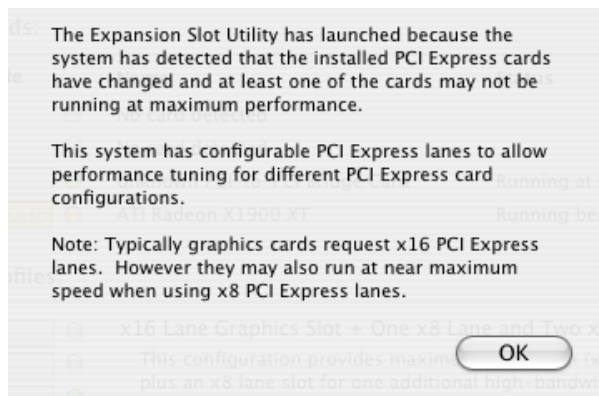 ds:
The Expansion Slot Utility has launched because the
system has detected that the installed PCI Express cards
have changed and at least one of the cards may not be
running at maximum performance.
No card detected
This system has configurable PCI Express lanes to allow
performance tuning for different PCI Express card
configurations.
Running at
ATI Radeon X1900 XT Running be
Note: Typically graphics cards request x16 PCI Express
lanes. However they may also run at near maximum
speed when using x8 PCI Express lanes.
files
x16 Lane Graphics Slot + One x8 Lane and Two x
OK
This configuration provides maxim
plus an x8 lane slot for one additional high-bandwi